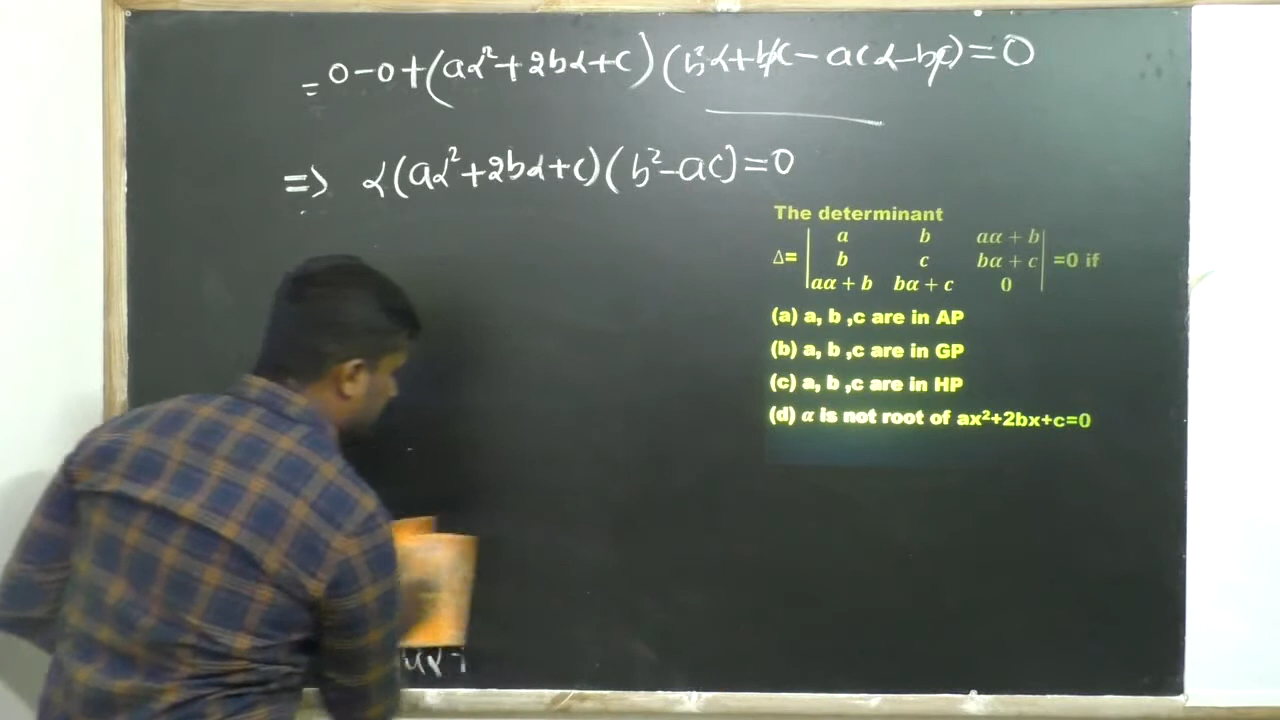 = 0-0+(aα²+2bα+c)(b²α+bc-acα-bc)=0
=> α(aα²+2bα+c)(b²-ac)=0
The determinant
a b aα + b
Δ= b c bα + c =0 if
aα + b bα + c 0
(a) a, b ,c are in AP
(b) a, b ,c are in GP
(c) a, b ,c are in HP
(d) α is not root of ax²+2bx+c=0